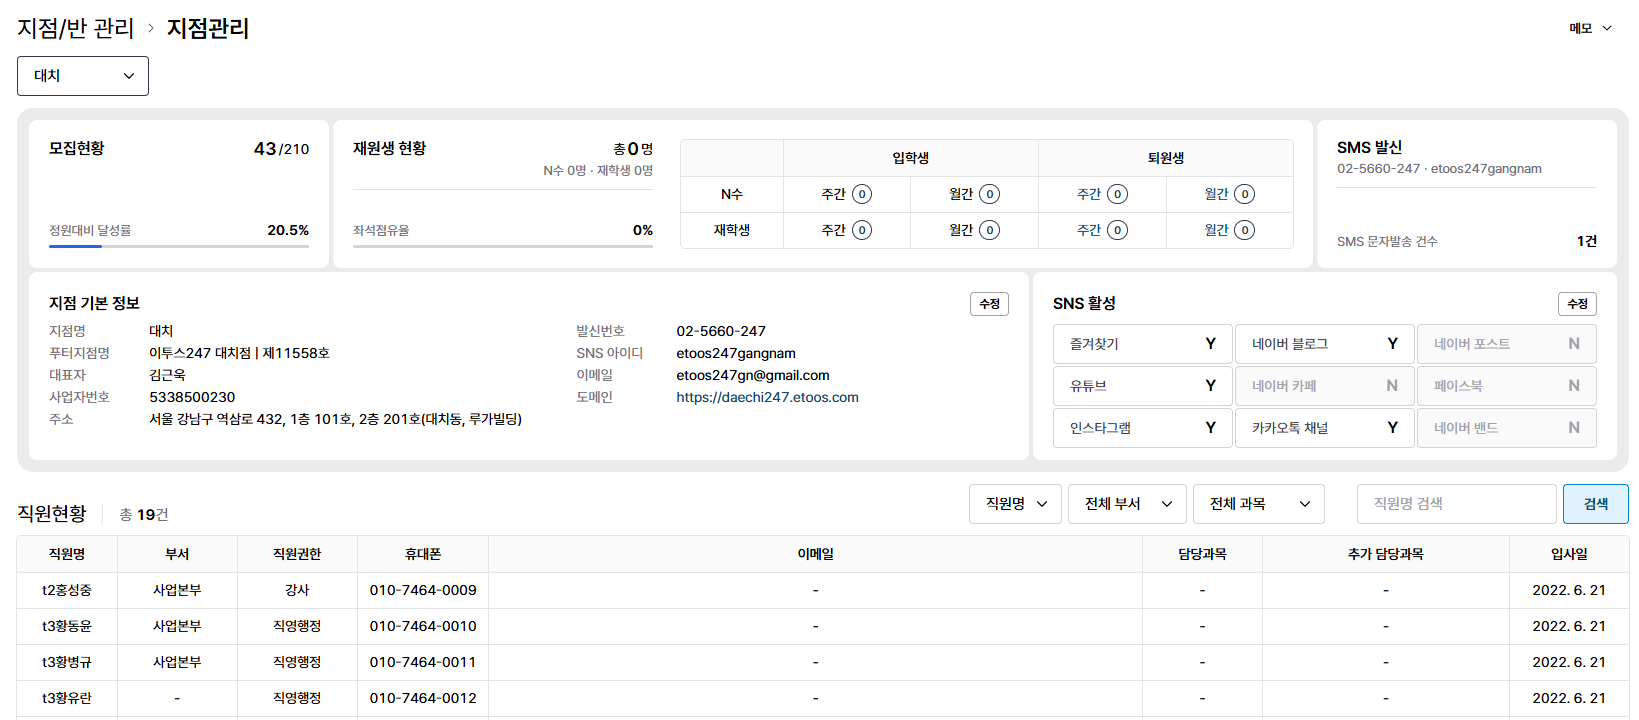 지점/반 관리 > 지점관리
메모
대치
모집현황 43/210
정원대비 달성률 20.5%
재원생 현황 총 0 명
N수 0명 · 재학생 0명
좌석점유율 0%
입학생 퇴원생
N수 주간 0 월간 0 주간 0 월간 0
재학생 주간 0 월간 0 주간 0 월간 0
SMS 발신
02-5660-247 · etoos247gangnam
SMS 문자발송 건수 1건
지점 기본 정보 수정
지점명 대치
푸터지점명 이투스247 대치점 | 제11558호
대표자 김근욱
사업자번호 5338500230
주소 서울 강남구 역삼로 432, 1층 101호, 2층 201호(대치동, 루가빌딩)
발신번호 02-5660-247
SNS 아이디 etoos247gangnam
이메일 etoos247gn@gmail.com
도메인 https://daechi247.etoos.com
SNS 활성 수정
즐겨찾기 Y 네이버 블로그 Y 네이버 포스트 N
유튜브 Y 네이버 카페 N 페이스북 N
인스타그램 Y 카카오톡 채널 Y 네이버 밴드 N
직원현황 총 19건
직원명 전체 부서 전체 과목 직원명 검색 검색
직원명 부서 직원권한 휴대폰 이메일 담당과목 추가 담당과목 입사일
t2홍성중 사업본부 강사 010-7464-0009 - - - 2022. 6. 21
t3황동윤 사업본부 직영행정 010-7464-0010 - - - 2022. 6. 21
t3황병규 사업본부 직영행정 010-7464-0011 - - - 2022. 6. 21
t3황유란 - 직영행정 010-7464-0012 - - - 2022. 6. 21